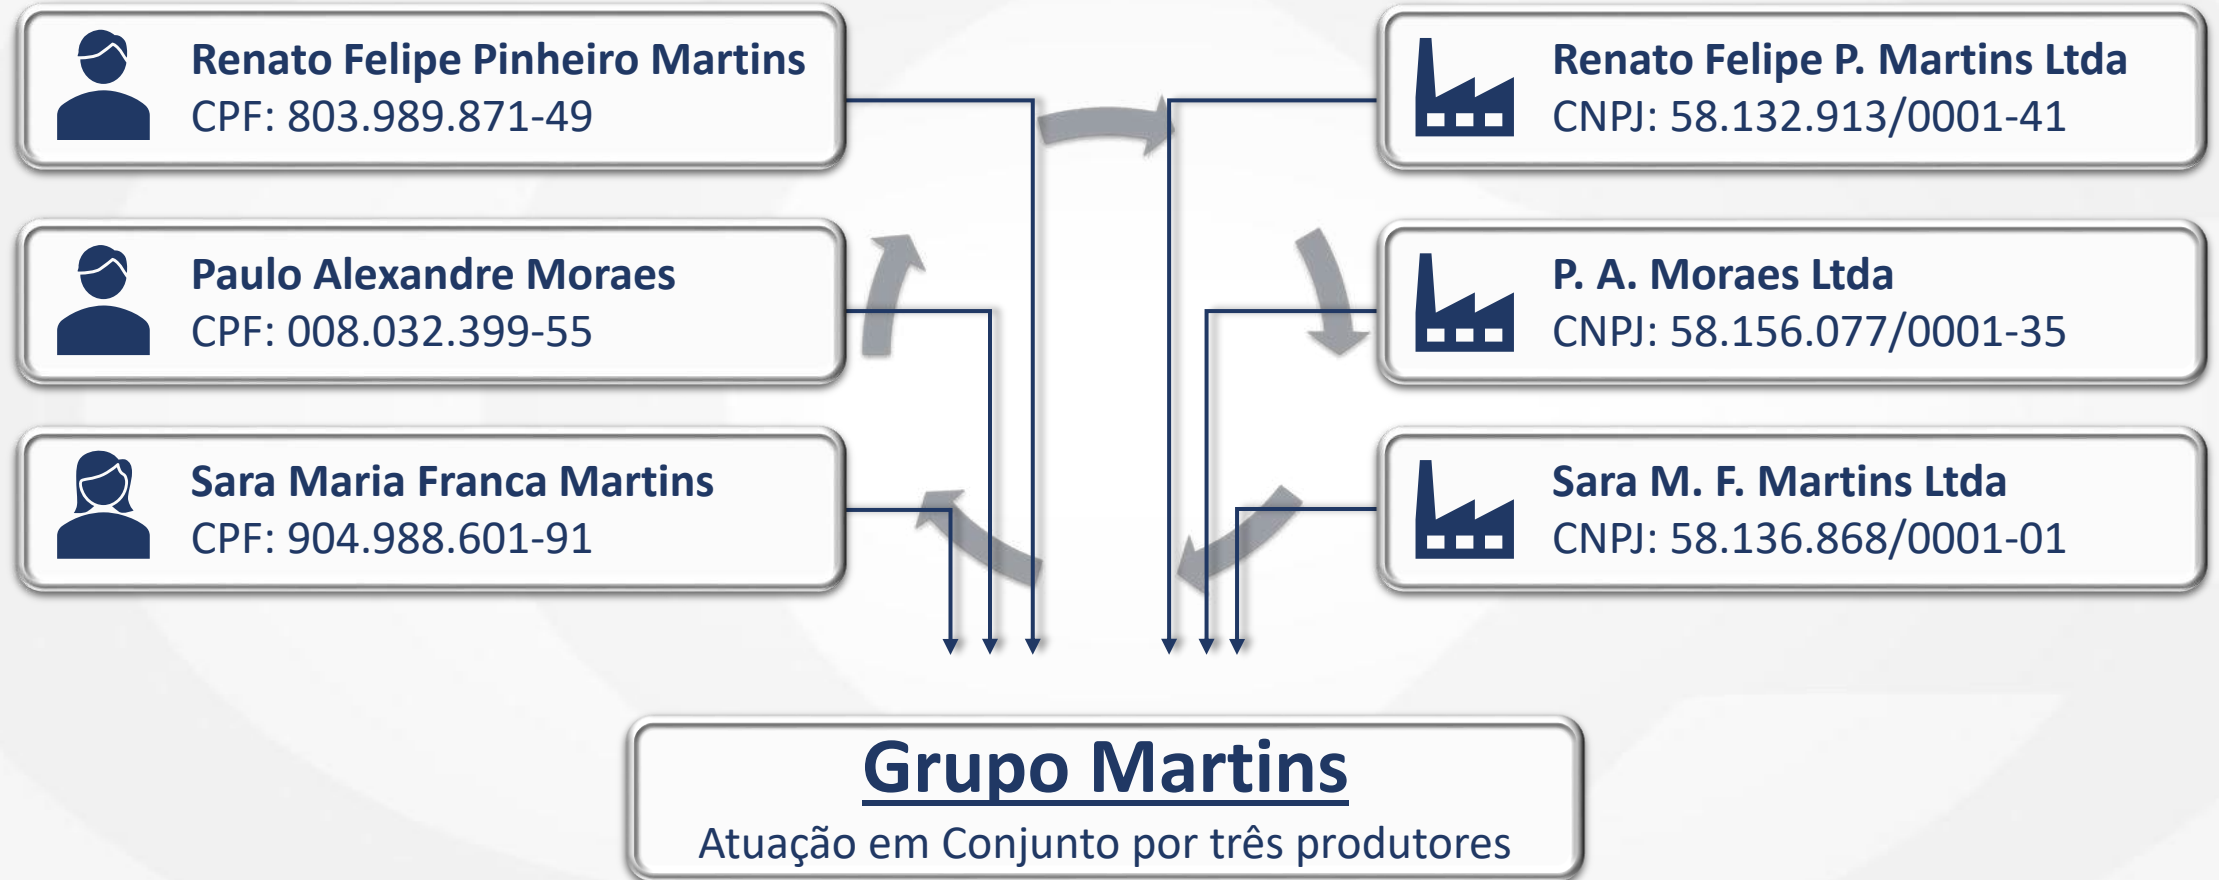 Renato Felipe Pinheiro Martins
CPF: 803.989.871-49
Renato Felipe P. Martins Ltda
CNPJ: 58.132.913/0001-41
Paulo Alexandre Moraes
CPF: 008.032.399-55
P. A. Moraes Ltda
CNPJ: 58.156.077/0001-35
Sara Maria Franca Martins
CPF: 904.988.601-91
Sara M. F. Martins Ltda
CNPJ: 58.136.868/0001-01
Grupo Martins
Atuação em Conjunto por três produtores